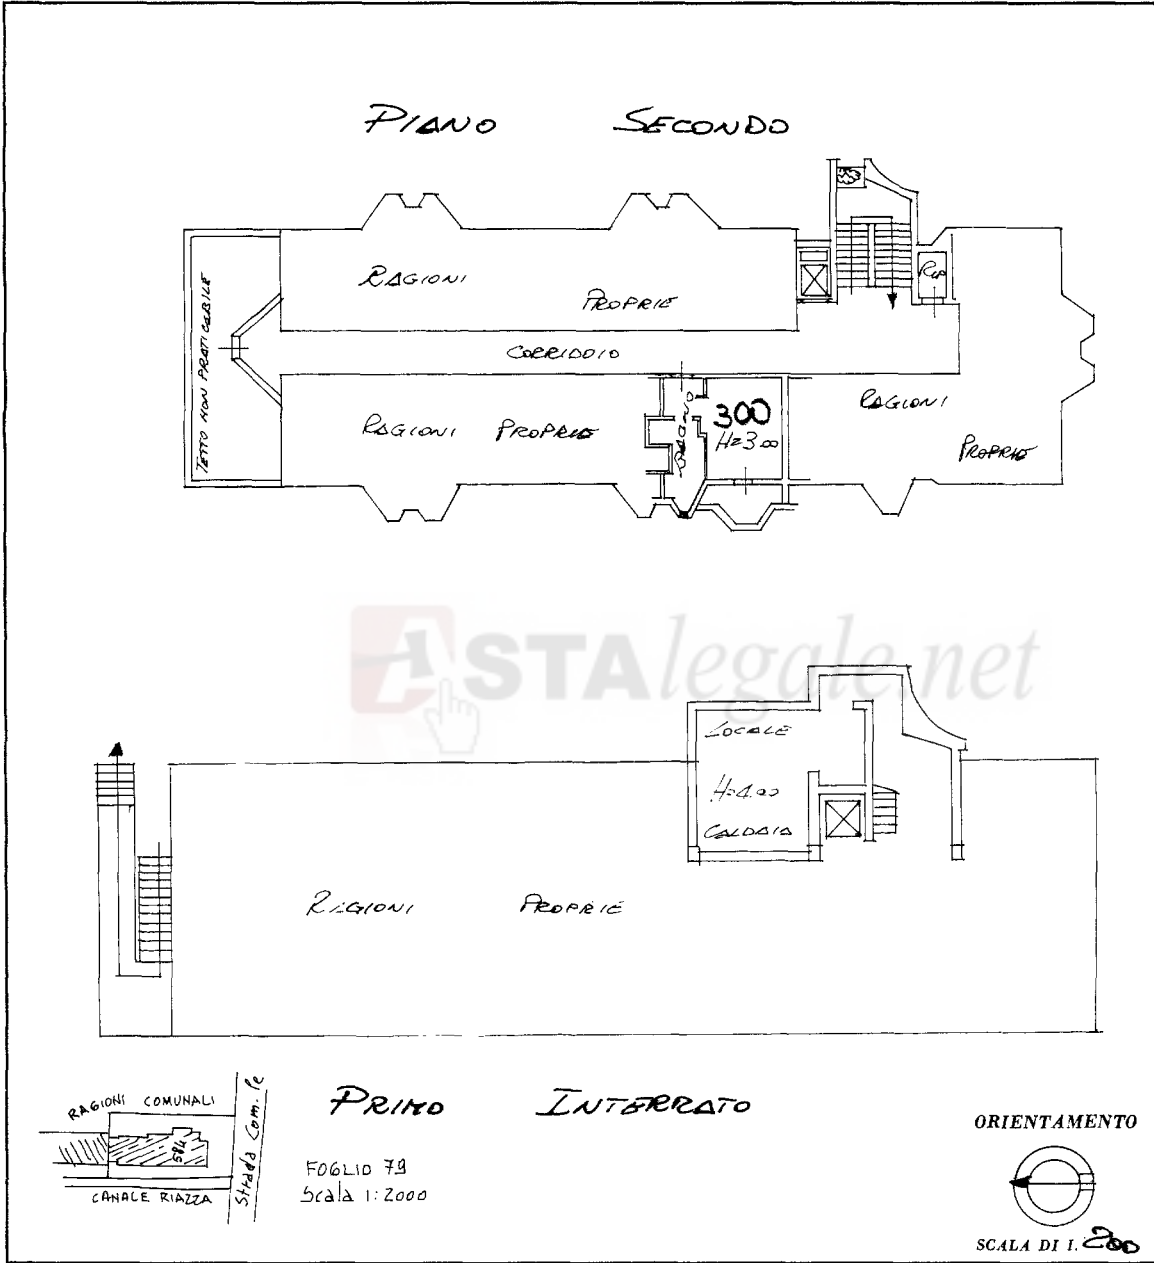 PIANO SECONDO
RAGIONI
PROPRIE
Rip
TETTO NON PRATICABILE
CORRIDOIO
RAGIONI PROPRIE
BAGNO
300
H=3.00
RAGIONI
PROPRIE
ASTAlegale.net
LOCALE
H=4.00
CALDAIA
RAGIONI PROPRIE
PRIMO INTERRATO
RAGIONI COMUNALI
584
CANALE RIAZZA
Strada Com.le
FOGLIO 79
Scala 1:2000
ORIENTAMENTO
SCALA DI 1. 200